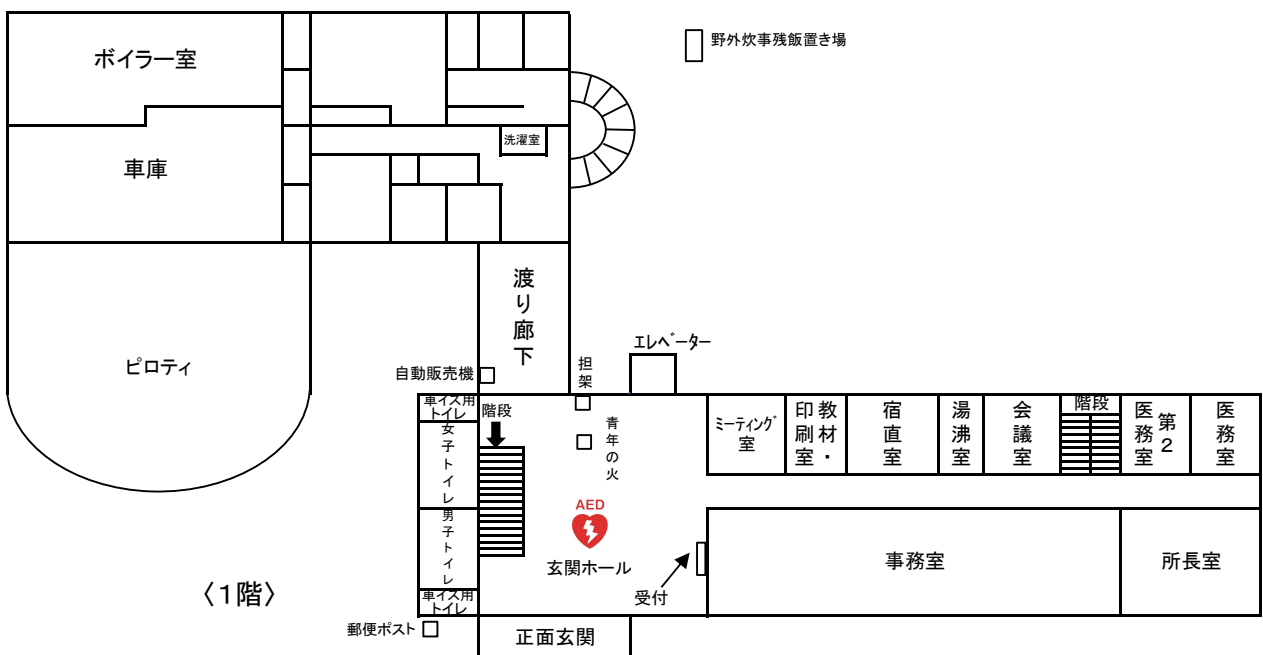 野外炊事残飯置き場
ボイラー室
洗濯室
車庫
渡り廊下
ピロティ
エレベーター
担架
自動販売機
車イス用
トイレ
階段
青年の火
女子トイレ
ミーティング
室
教材・
印刷室
宿直室
湯沸室
会議室
階段
第2
医務室
医務室
AED
男子トイレ
玄関ホール
受付
事務室
所長室
〈1階〉
車イス用
トイレ
郵便ポスト
正面玄関